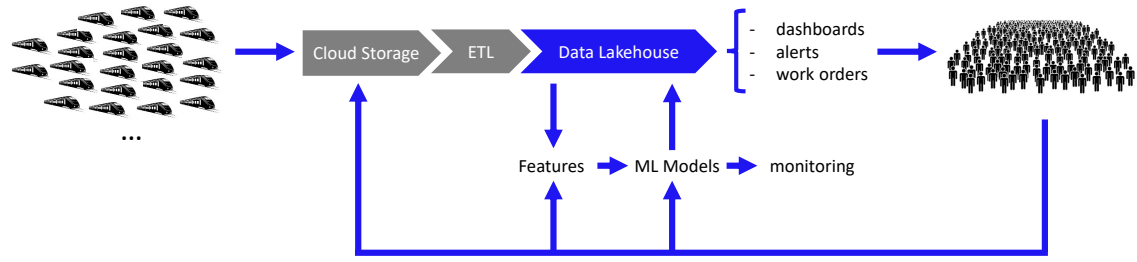 Cloud Storage
ETL
Data Lakehouse
- dashboards
- alerts
- work orders
...
Features
ML Models
monitoring